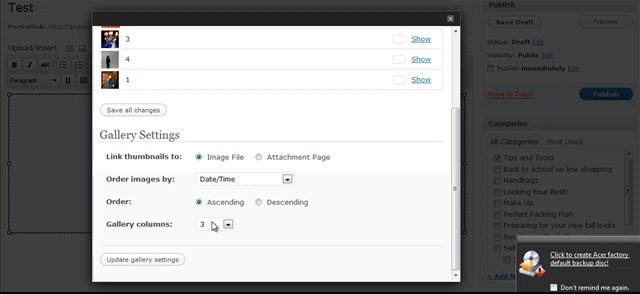 Test
Permalink: http://
Upload/Insert
Paragraph
3 Show
4 Show
1 Show
Save all changes
Gallery Settings
Link thumbnails to: Image File Attachment Page
Order images by: Date/Time
Order: Ascending Descending
Gallery columns: 3
Update gallery settings
Publish
Save Draft Preview
Status: Draft Edit
Visibility: Public Edit
Publish immediately Edit
Move to Trash Publish
Categories
All Categories Most Used
Tips and Tricks
Back to school on line shopping
Handbags
Looking Your Best!
Make Up
Perfect Packing Plan
Preparing for your new fall looks
+ Add N
Click to create Acer factory
default backup disc!
Don't remind me again.